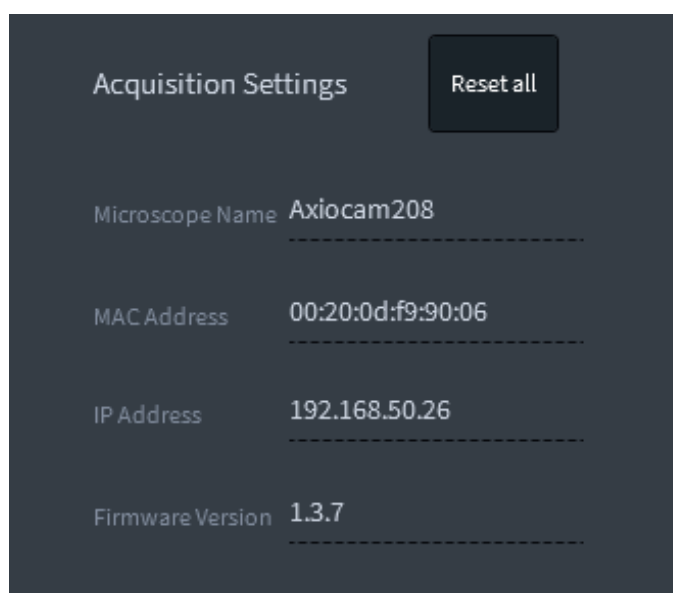 Acquisition Settings
Reset all
Microscope Name Axiocam208
MAC Address 00:20:0d:f9:90:06
IP Address 192.168.50.26
Firmware Version 1.3.7